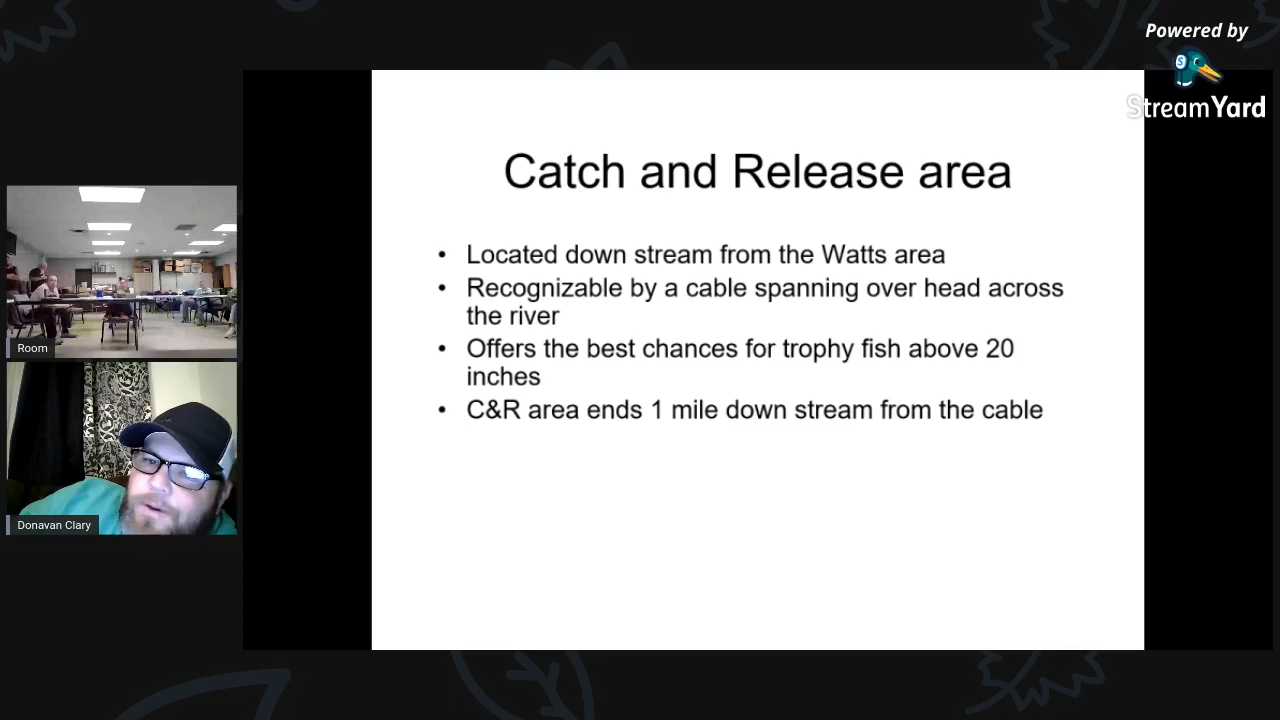 Powered by
StreamYard
Catch and Release area
• Located down stream from the Watts area
• Recognizable by a cable spanning over head across
the river
• Offers the best chances for trophy fish above 20
inches
• C&R area ends 1 mile down stream from the cable
Room
Donavan Clary